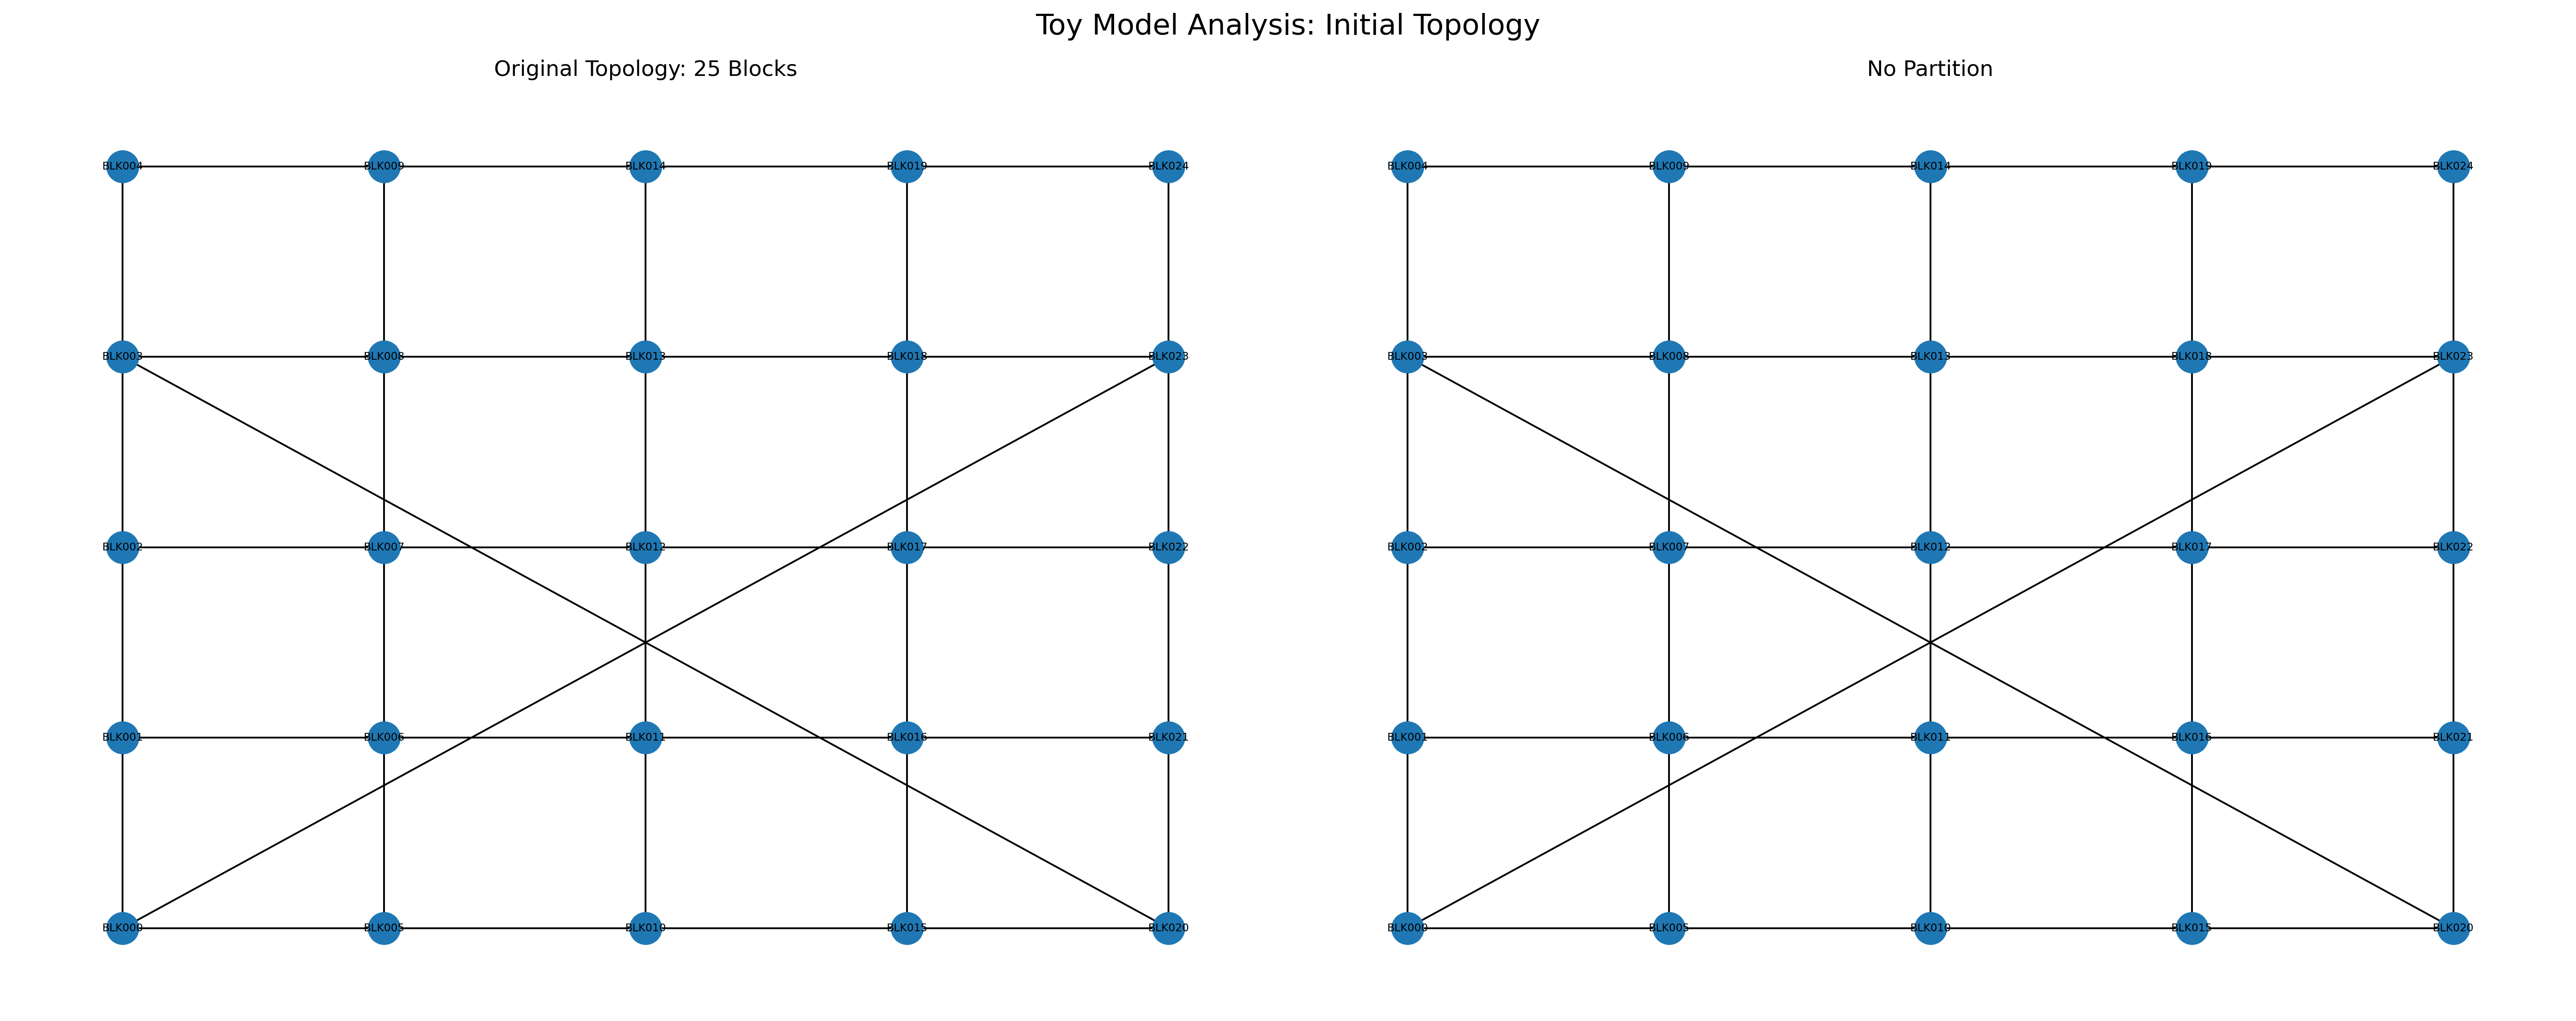 Toy Model Analysis: Initial Topology
Original Topology: 25 Blocks
BLK004 BLK009 BLK014 BLK019 BLK024
BLK003 BLK008 BLK013 BLK018 BLK023
BLK002 BLK007 BLK012 BLK017 BLK022
BLK001 BLK006 BLK011 BLK016 BLK021
BLK000 BLK005 BLK010 BLK015 BLK020
No Partition
BLK004 BLK009 BLK014 BLK019 BLK024
BLK003 BLK008 BLK013 BLK018 BLK023
BLK002 BLK007 BLK012 BLK017 BLK022
BLK001 BLK006 BLK011 BLK016 BLK021
BLK000 BLK005 BLK010 BLK015 BLK020